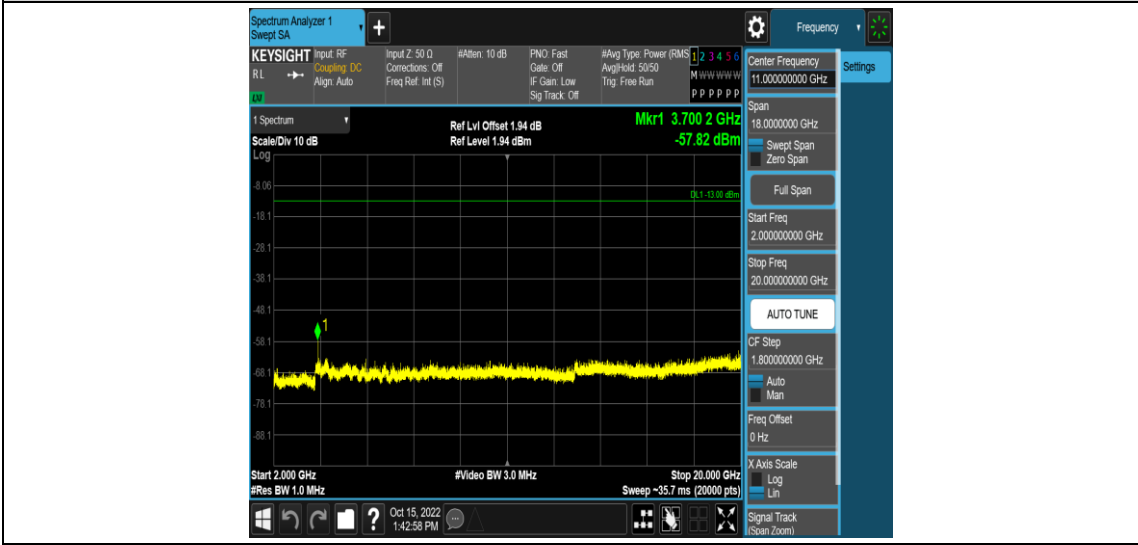 Spectrum Analyzer 1
Swept SA
+
Frequency
KEYSIGHT
RL
LM
Input: RF
Coupling: DC
Align: Auto
Input Z: 50 Ω
Corrections: Off
Freq Ref: Int (S)
#Atten: 10 dB
PNO: Fast
Gate: Off
IF Gain: Low
Sig Track: Off
#Avg Type: Power (RMS
Avg|Hold: 50/50
Trig: Free Run
1 2 3 4 5 6
M W W W W W
P P P P P P
Center Frequency
11.000000000 GHz
Settings
Span
18.0000000 GHz
Swept Span
Zero Span
Full Span
Start Freq
2.000000000 GHz
Stop Freq
20.000000000 GHz
AUTO TUNE
CF Step
1.800000000 GHz
Auto
Man
Freq Offset
0 Hz
X Axis Scale
Log
Lin
Signal Track
(Span Zoom)
1 Spectrum
Scale/Div 10 dB
Ref Lvl Offset 1.94 dB
Ref Level 1.94 dBm
Mkr1 3.700 2 GHz
-57.82 dBm
Log
-8.06
DL1 -13.00 dBm
-18.1
-28.1
-38.1
-48.1
1
-58.1
-68.1
-78.1
-88.1
Start 2.000 GHz
#Video BW 3.0 MHz
Stop 20.000 GHz
#Res BW 1.0 MHz
Sweep ~35.7 ms (20000 pts)
?
Oct 15, 2022
1:42:58 PM